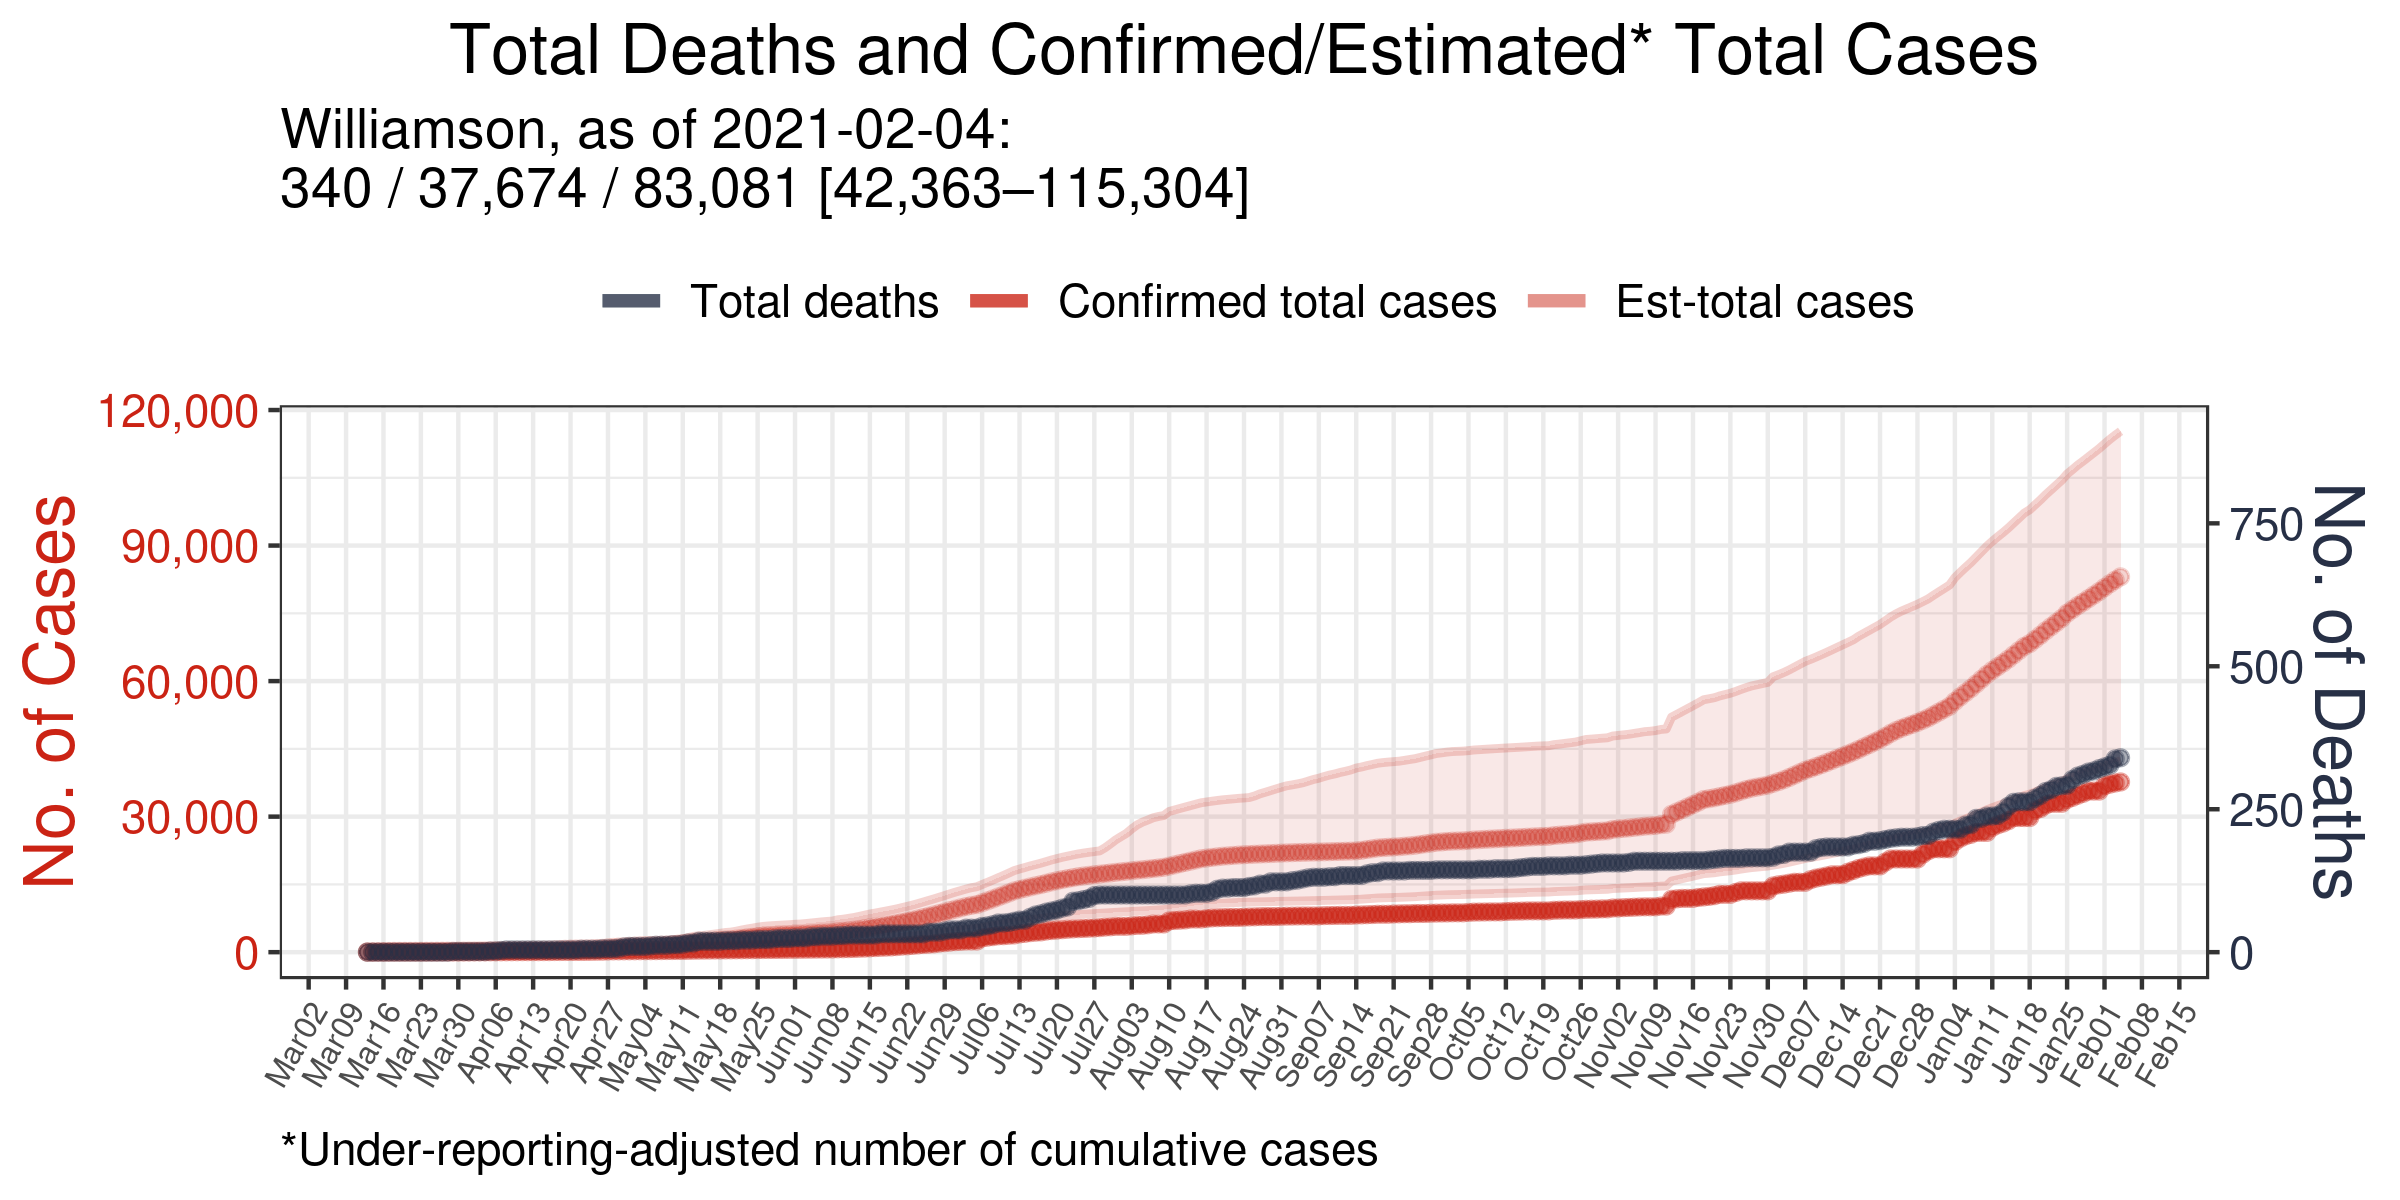 Total Deaths and Confirmed/Estimated* Total Cases
Williamson, as of 2021-02-04:
340 / 37,674 / 83,081 [42,363–115,304]
Total deaths
Confirmed total cases
Est-total cases
No. of Cases
120,000
90,000
60,000
30,000
0
No. of Deaths
750
500
250
0
Mar02
Mar09
Mar16
Mar23
Mar30
Apr06
Apr13
Apr20
Apr27
May04
May11
May18
May25
Jun01
Jun08
Jun15
Jun22
Jun29
Jul06
Jul13
Jul20
Jul27
Aug03
Aug10
Aug17
Aug24
Aug31
Sep07
Sep14
Sep21
Sep28
Oct05
Oct12
Oct19
Oct26
Nov02
Nov09
Nov16
Nov23
Nov30
Dec07
Dec14
Dec21
Dec28
Jan04
Jan11
Jan18
Jan25
Feb01
Feb08
Feb15
*Under-reporting-adjusted number of cumulative cases